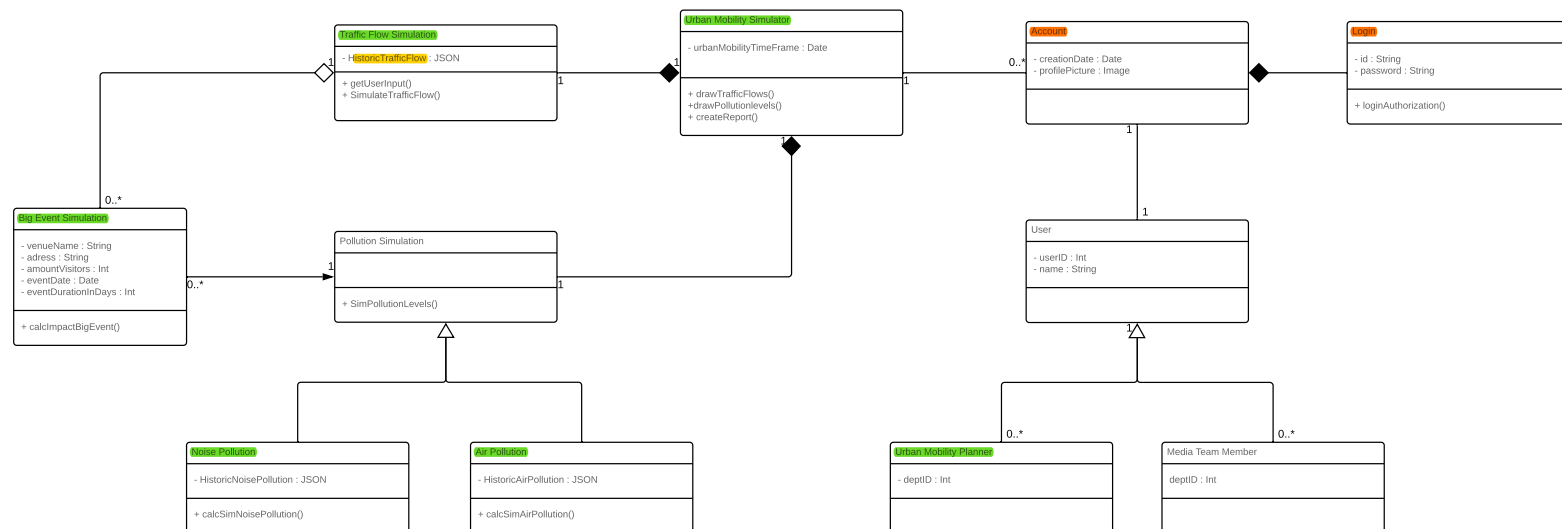 Traffic Flow Simulation
- HistoricTrafficFlow : JSON
+ getUserInput()
+ SimulateTrafficFlow()
1
1
Urban Mobility Simulator
- urbanMobilityTimeFrame : Date
+ drawTrafficFlows()
+drawPollutionlevels()
+ createReport()
1
1
1
0..*
Account
- creationDate : Date
- profilePicture : Image
1
Login
- id : String
- password : String
+ loginAuthorization()
0..*
Big Event Simulation
- venueName : String
- adress : String
- amountVisitors : Int
- eventDate : Date
- eventDurationInDays : Int
+ calcImpactBigEvent()
0..*
1
Pollution Simulation
+ SimPollutionLevels()
1
1
User
- userID : Int
- name : String
1
Noise Pollution
- HistoricNoisePollution : JSON
+ calcSimNoisePollution()
Air Pollution
- HistoricAirPollution : JSON
+ calcSimAirPollution()
0..*
Urban Mobility Planner
- deptID : Int
0..*
Media Team Member
deptID : Int